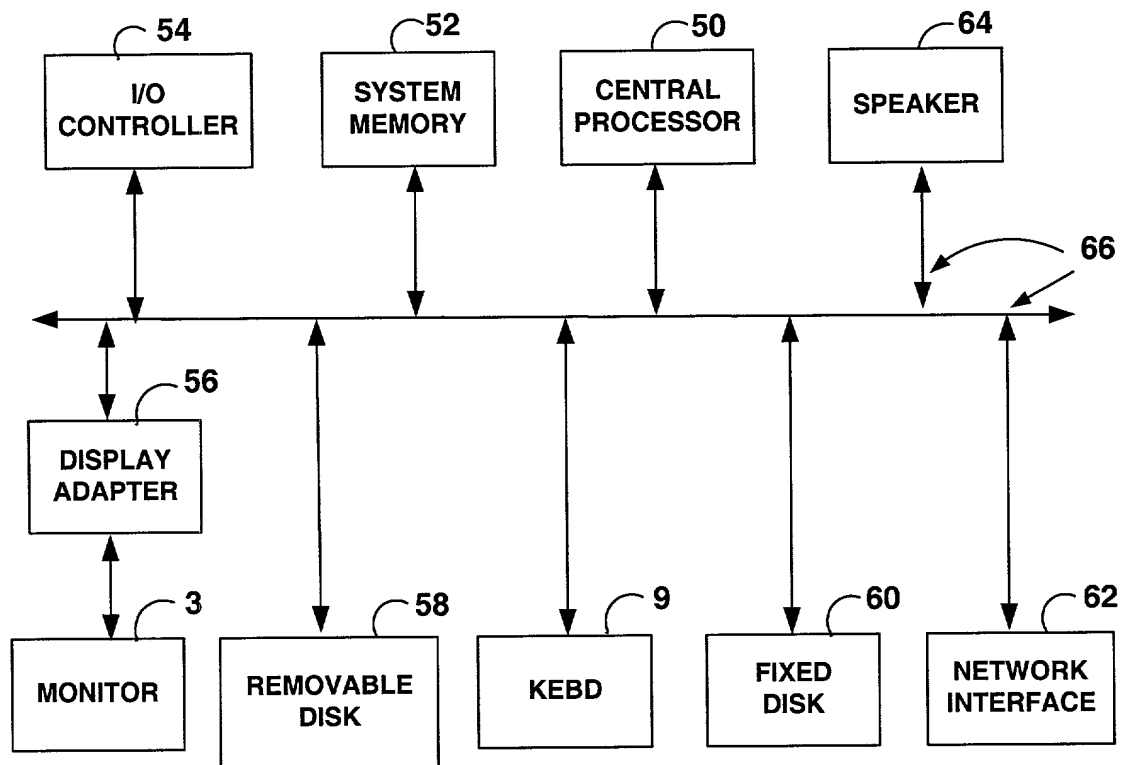 54
52
50
64
I/O
CONTROLLER
SYSTEM
MEMORY
CENTRAL
PROCESSOR
SPEAKER
66
56
DISPLAY
ADAPTER
3
58
9
60
62
MONITOR
REMOVABLE
DISK
KEBD
FIXED
DISK
NETWORK
INTERFACE